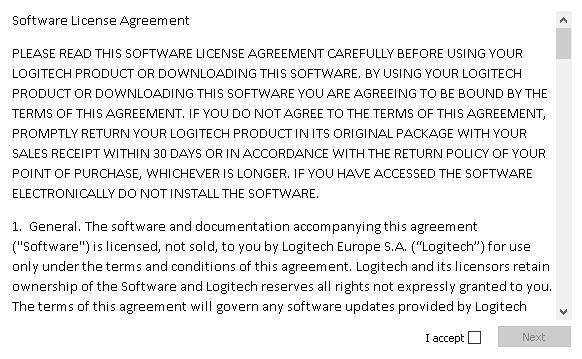 Software License Agreement
PLEASE READ THIS SOFTWARE LICENSE AGREEMENT CAREFULLY BEFORE USING YOUR
LOGITECH PRODUCT OR DOWNLOADING THIS SOFTWARE. BY USING YOUR LOGITECH
PRODUCT OR DOWNLOADING THIS SOFTWARE YOU ARE AGREEING TO BE BOUND BY THE
TERMS OF THIS AGREEMENT. IF YOU DO NOT AGREE TO THE TERMS OF THIS AGREEMENT,
PROMPTLY RETURN YOUR LOGITECH PRODUCT IN ITS ORIGINAL PACKAGE WITH YOUR
SALES RECEIPT WITHIN 30 DAYS OR IN ACCORDANCE WITH THE RETURN POLICY OF YOUR
POINT OF PURCHASE, WHICHEVER IS LONGER. IF YOU HAVE ACCESSED THE SOFTWARE
ELECTRONICALLY DO NOT INSTALL THE SOFTWARE.
1.  General. The software and documentation accompanying this agreement
("Software") is licensed, not sold, to you by Logitech Europe S.A. (“Logitech”) for use
only under the terms and conditions of this agreement. Logitech and its licensors retain
ownership of the Software and Logitech reserves all rights not expressly granted to you.
The terms of this agreement will govern any software updates provided by Logitech
I accept
Next